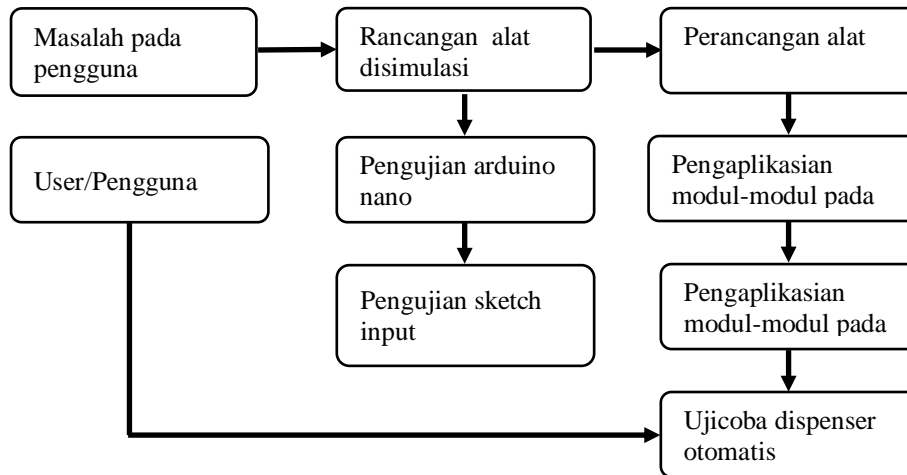 Masalah pada
pengguna
Rancangan alat
disimulasi
Perancangan alat
User/Pengguna
Pengujian arduino
nano
Pengaplikasian
modul-modul pada
Pengujian sketch
input
Pengaplikasian
modul-modul pada
Ujicoba dispenser
otomatis